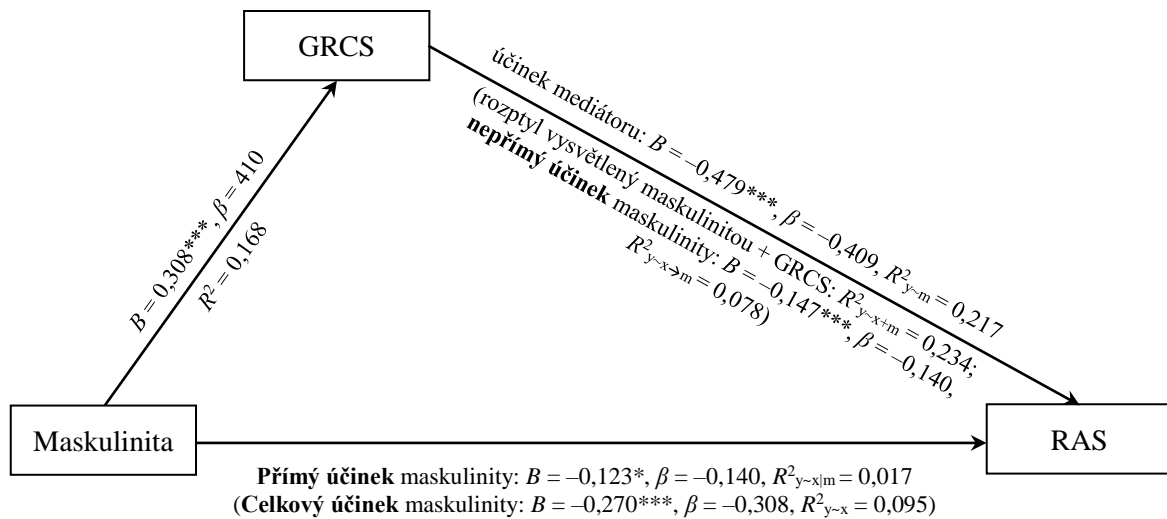 GRCS
účinek mediátoru: B = –0,479***, β = –0,409, R²y~m = 0,217
(rozptyl vysvětlený maskulinitou + GRCS: R²y~x+m = 0,234;
nepřímý účinek maskulinity: B = –0,147***, β = –0,140,
R²y~x→m = 0,078)
B = 0,308***, β = 410
R² = 0,168
Maskulinita
RAS
Přímý účinek maskulinity: B = –0,123*, β = –0,140, R²y~x|m = 0,017
(Celkový účinek maskulinity: B = –0,270***, β = –0,308, R²y~x = 0,095)